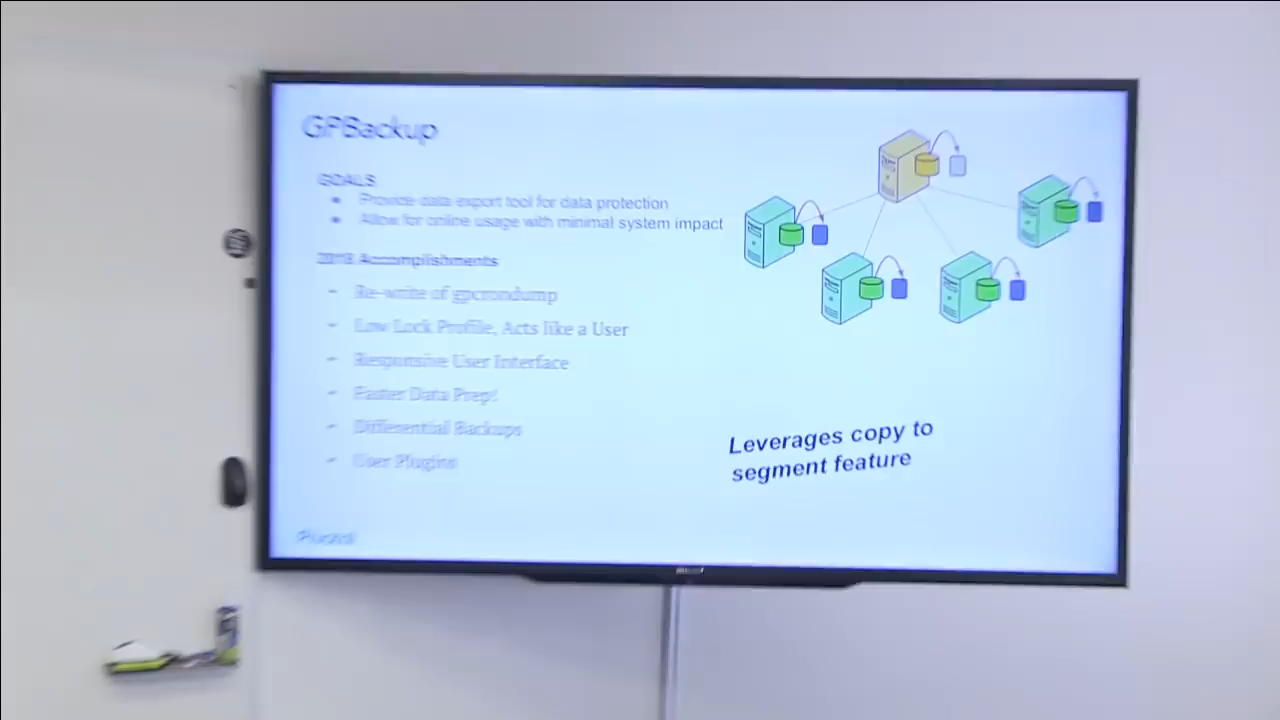 GPBackup
GOALS
● Provide data export tool for data protection
● Allow for online usage with minimal system impact
2018 Accomplishments
- Re-write of gpcrondump
- Low Lock Profile, Acts like a User
- Responsive User Interface
- Faster Data Prep!
- Differential Backups
- User Plugins
Leverages copy to
segment feature
Pivotal